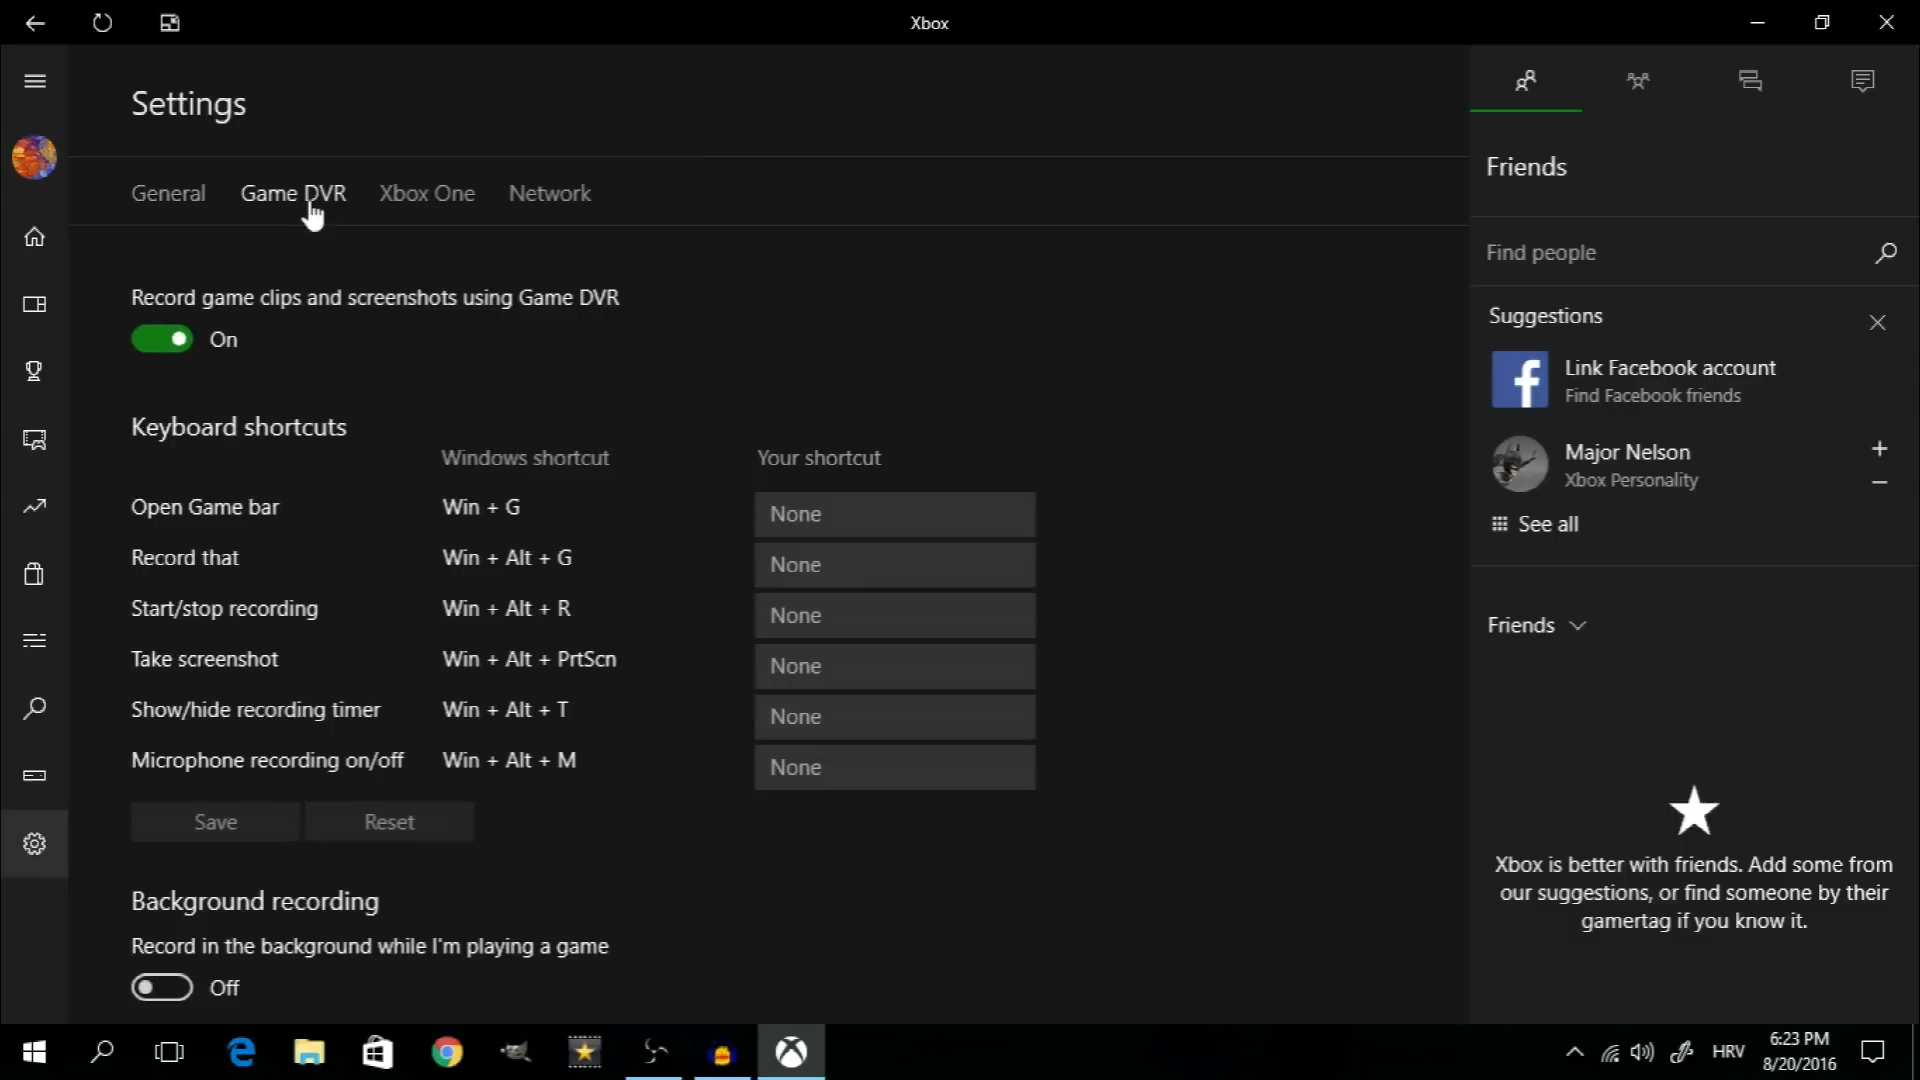 Xbox
Settings
General Game DVR Xbox One Network
Record game clips and screenshots using Game DVR
On
Keyboard shortcuts
Windows shortcut Your shortcut
Open Game bar Win + G None
Record that Win + Alt + G None
Start/stop recording Win + Alt + R None
Take screenshot Win + Alt + PrtScn None
Show/hide recording timer Win + Alt + T None
Microphone recording on/off Win + Alt + M None
Save Reset
Background recording
Record in the background while I'm playing a game
Off
Friends
Find people
Suggestions
Link Facebook account
Find Facebook friends
Major Nelson
Xbox Personality
See all
Friends
Xbox is better with friends. Add some from
our suggestions, or find someone by their
gamertag if you know it.
HRV
6:23 PM
8/20/2016